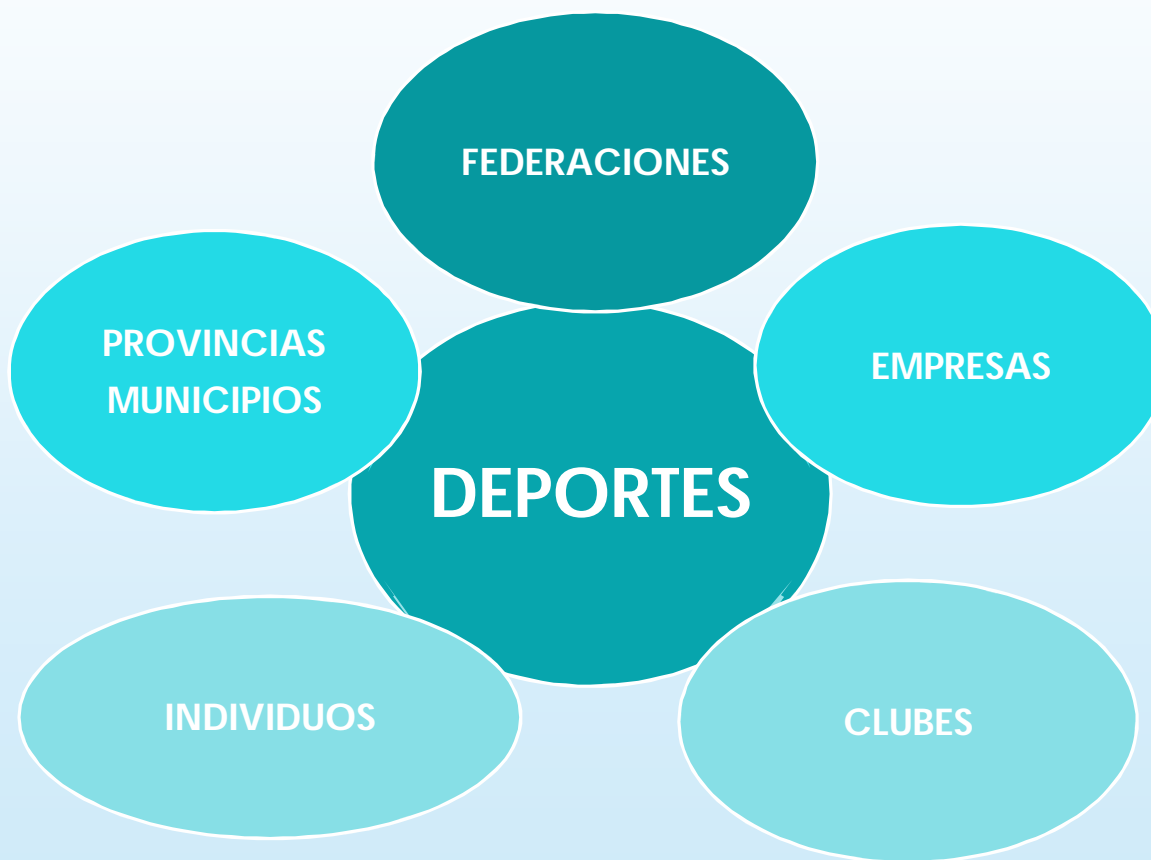 FEDERACIONES
PROVINCIAS
MUNICIPIOS
EMPRESAS
DEPORTES
INDIVIDUOS
CLUBES